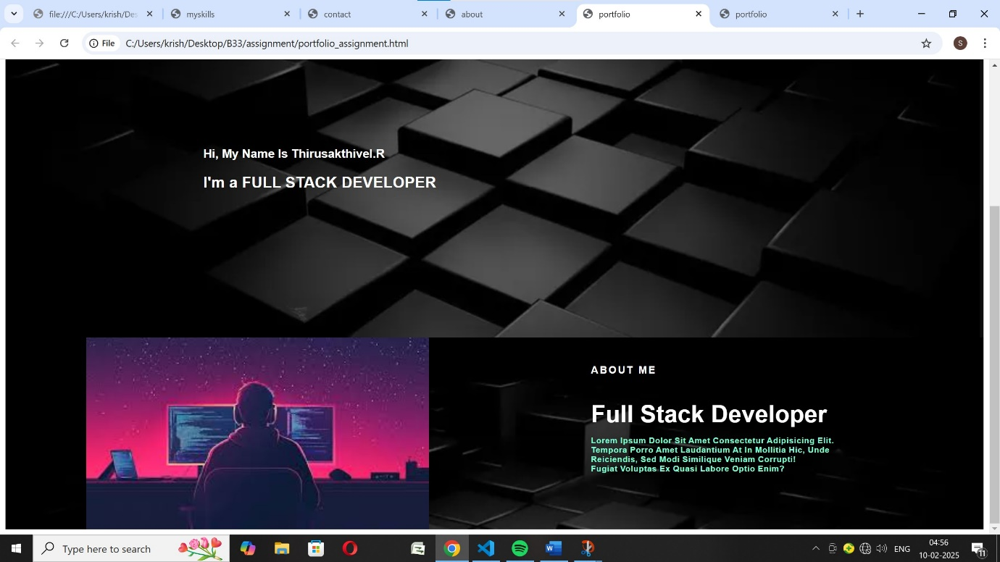 file:///C:/Users/krish/Des
myskills
contact
about
portfolio
portfolio
File
C:/Users/krish/Desktop/B33/assignment/portfolio_assignment.html
S
Hi, My Name Is Thirusakthivel.R
I'm a FULL STACK DEVELOPER
ABOUT ME
Full Stack Developer
Lorem Ipsum Dolor Sit Amet Consectetur Adipisicing Elit.
Tempora Porro Amet Laudantium At In Mollitia Hic, Unde
Reiciendis, Sed Modi Similique Veniam Corrupti!
Fugiat Voluptas Ex Quasi Labore Optio Enim?
Type here to search
ENG
04:56
10-02-2025
11